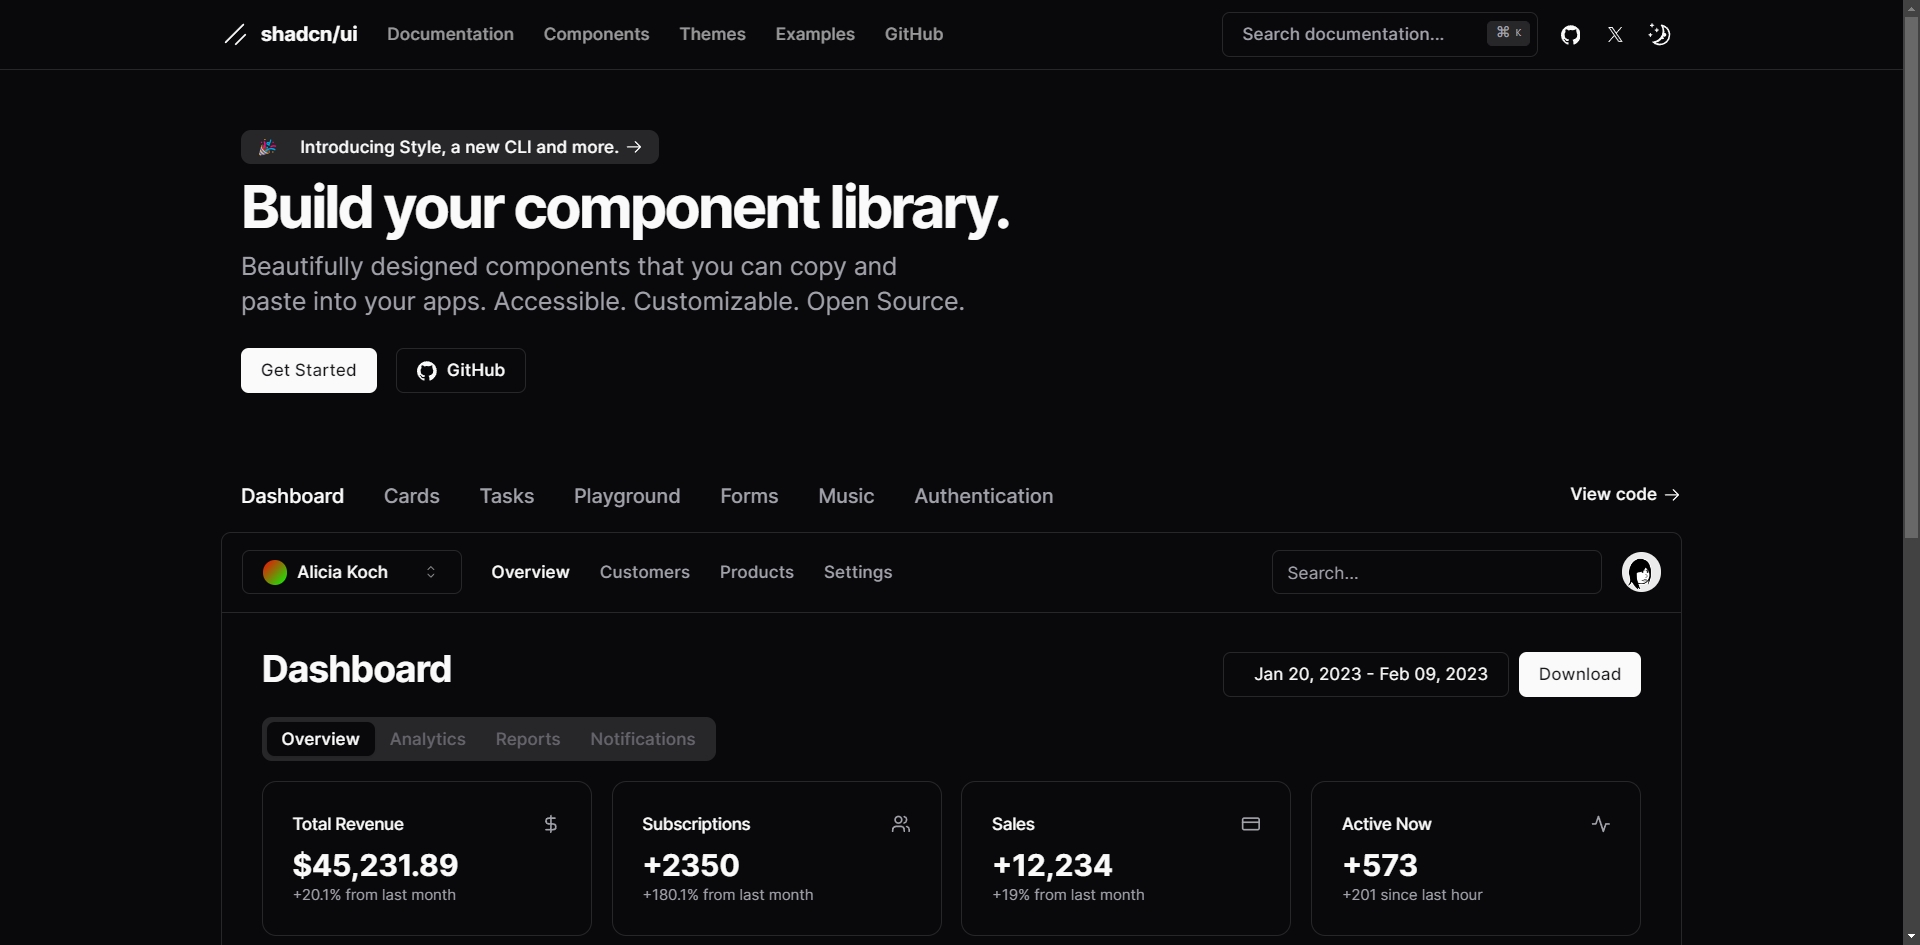 shadcn/ui Documentation Components Themes Examples GitHub Search documentation... ⌘ K
Introducing Style, a new CLI and more. →
Build your component library.
Beautifully designed components that you can copy and
paste into your apps. Accessible. Customizable. Open Source.
Get Started GitHub
Dashboard Cards Tasks Playground Forms Music Authentication View code →
Alicia Koch Overview Customers Products Settings Search...
Dashboard Jan 20, 2023 - Feb 09, 2023 Download
Overview Analytics Reports Notifications
Total Revenue $ Subscriptions Sales Active Now
$45,231.89 +2350 +12,234 +573
+20.1% from last month +180.1% from last month +19% from last month +201 since last hour